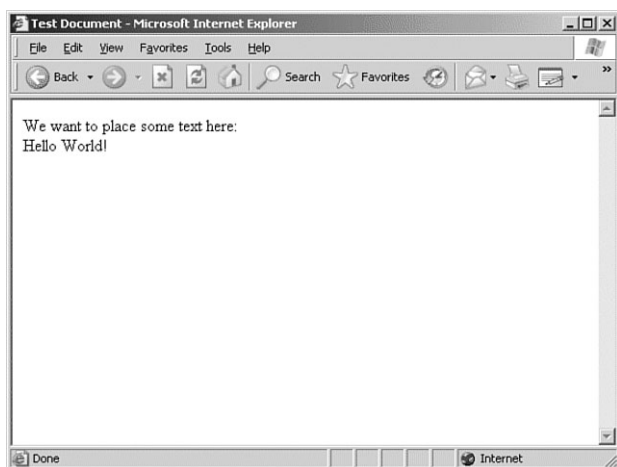 Test Document - Microsoft Internet Explorer
File Edit View Favorites Tools Help
Back Search Favorites »
We want to place some text here:
Hello World!
Done Internet